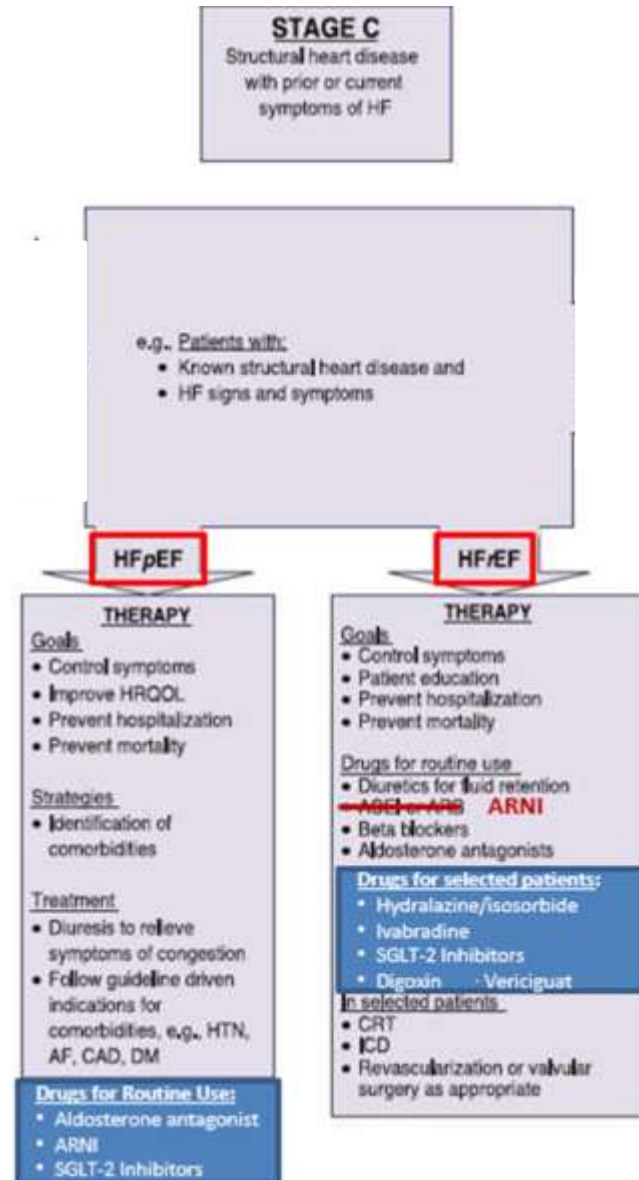 STAGE C
Structural heart disease
with prior or current
symptoms of HF
e.g., Patients with:
• Known structural heart disease and
• HF signs and symptoms
HFpEF
THERAPY
Goals
• Control symptoms
• Improve HRQOL
• Prevent hospitalization
• Prevent mortality
Strategies
• Identification of
comorbidities
Treatment
• Diuresis to relieve
symptoms of congestion
• Follow guideline driven
indications for
comorbidities, e.g., HTN,
AF, CAD, DM
Drugs for Routine Use:
• Aldosterone antagonist
• ARNI
• SGLT-2 Inhibitors
HFrEF
THERAPY
Goals
• Control symptoms
• Patient education
• Prevent hospitalization
• Prevent mortality
Drugs for routine use
• Diuretics for fluid retention
• ACEI or ARB ARNI
• Beta blockers
• Aldosterone antagonists
Drugs for selected patients:
• Hydralazine/isosorbide
• Ivabradine
• SGLT-2 Inhibitors
• Digoxin · Vericiguat
In selected patients
• CRT
• ICD
• Revascularization or valvular
surgery as appropriate